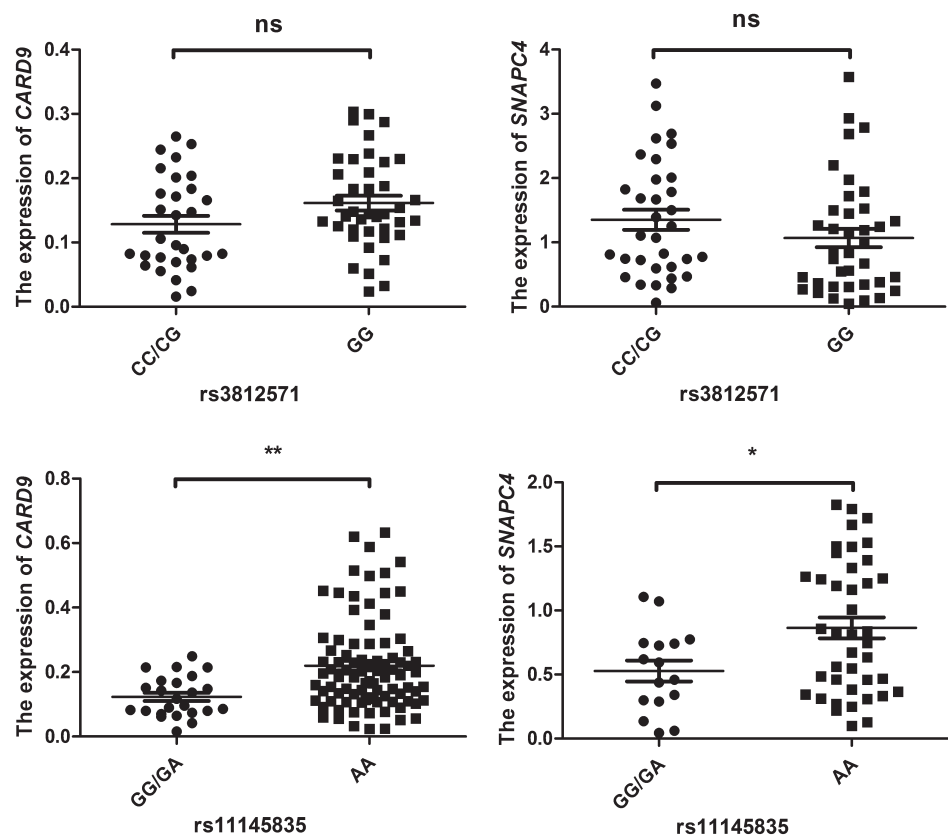 ns
The expression of CARD9
0.4
0.3
0.2
0.1
0.0
CC/CG
GG
rs3812571
ns
The expression of SNAPC4
4
3
2
1
0
CC/CG
GG
rs3812571
**
The expression of CARD9
0.8
0.6
0.4
0.2
0.0
GG/GA
AA
rs11145835
*
The expression of SNAPC4
2.0
1.5
1.0
0.5
0.0
GG/GA
AA
rs11145835